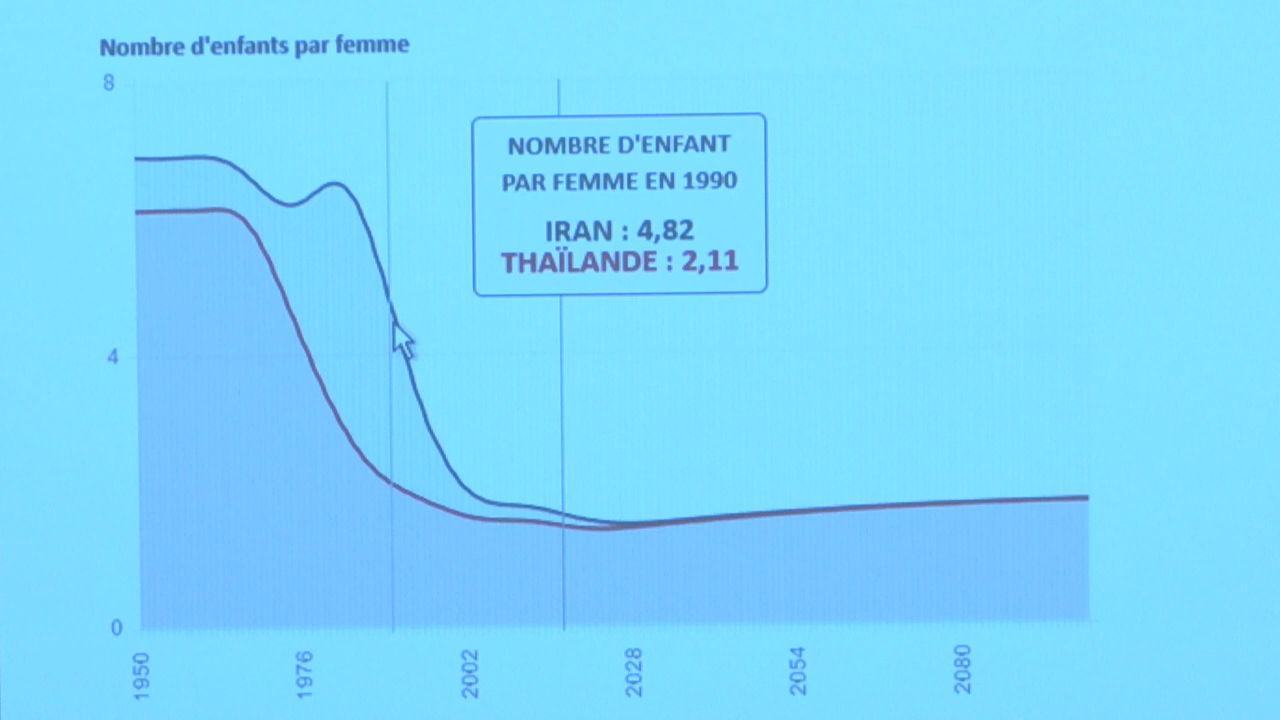 Nombre d'enfants par femme
8
NOMBRE D'ENFANT
PAR FEMME EN 1990
IRAN : 4,82
THAÏLANDE : 2,11
4
0
1950
1976
2002
2028
2054
2080